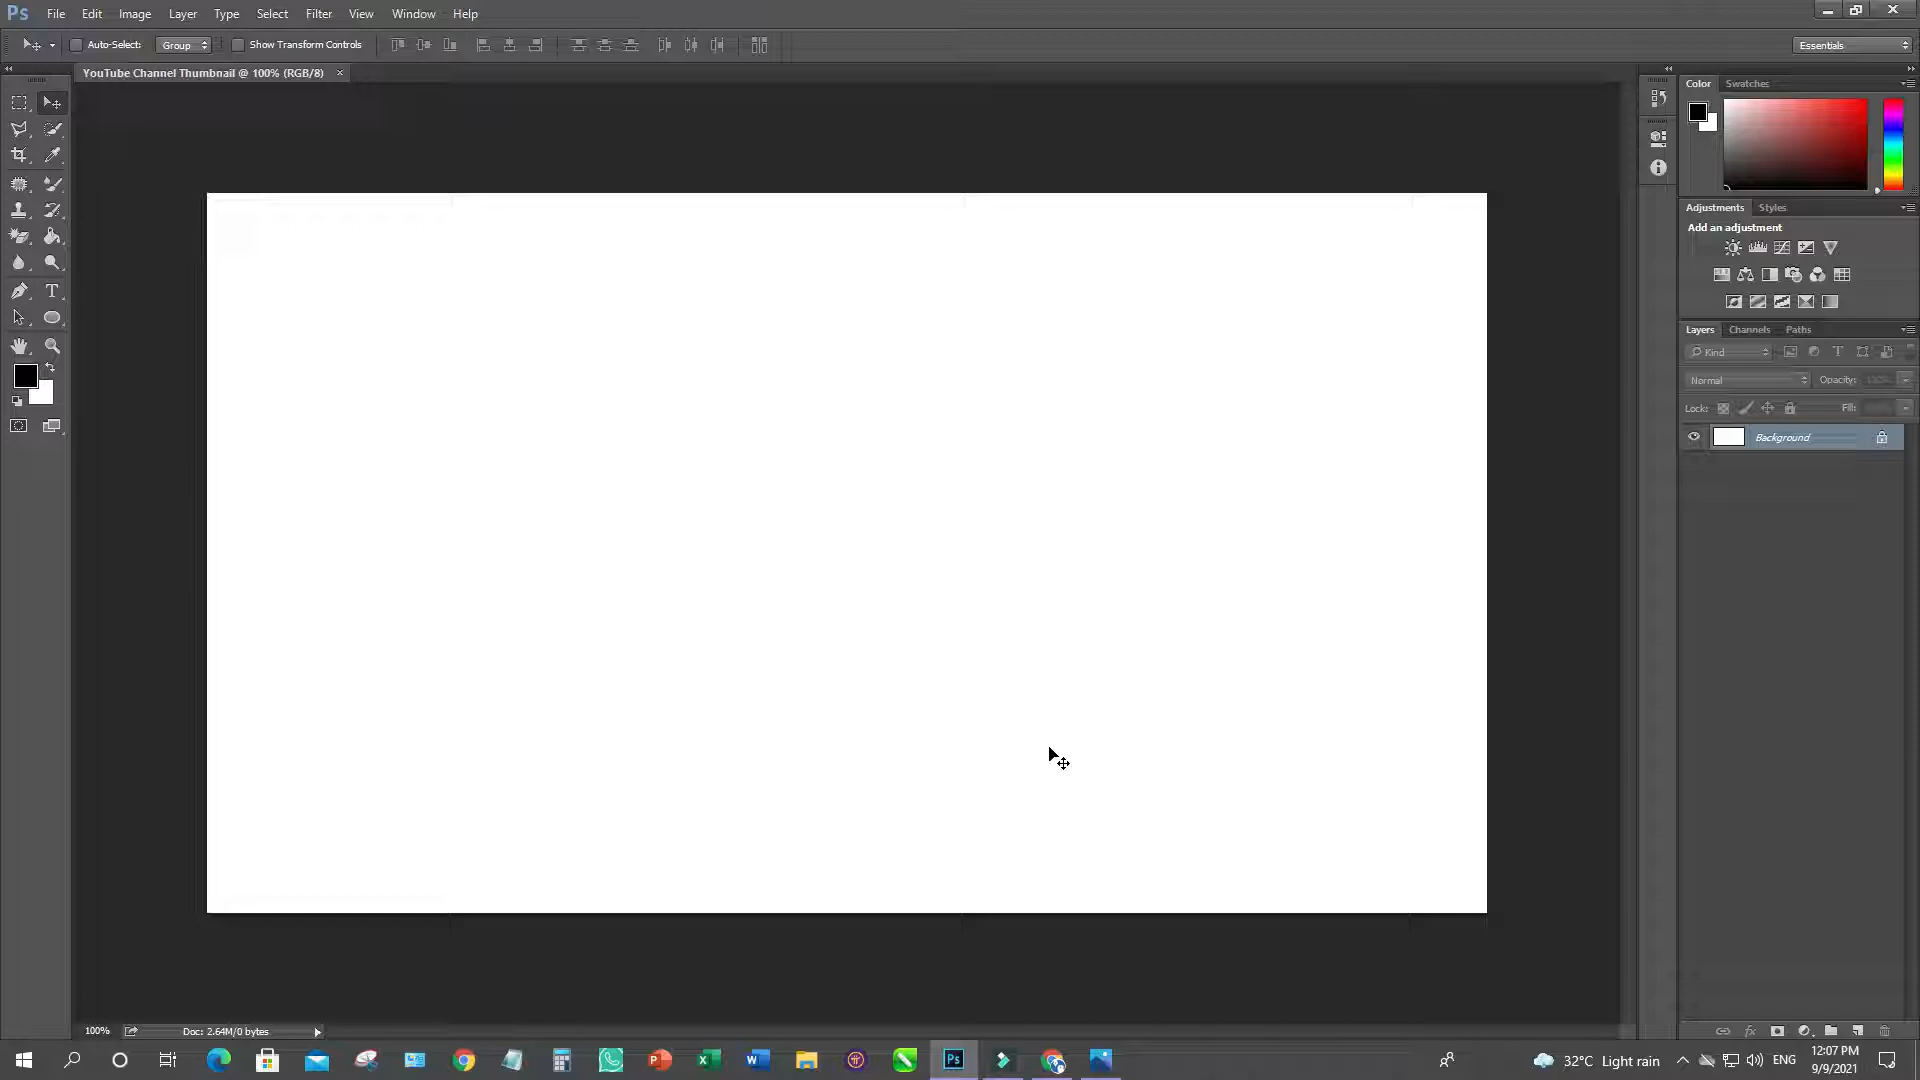 Ps File Edit Image Layer Type Select Filter View Window Help
Auto-Select: Group Show Transform Controls Essentials
YouTube Channel Thumbnail @ 100% (RGB/8) ×
Color Swatches
Adjustments Styles
Add an adjustment
Layers Channels Paths
Kind
Normal Opacity: 100%
Lock: Fill:
Background
100% Doc: 2.64M/0 bytes
32°C Light rain ENG 12:07 PM
9/9/2021